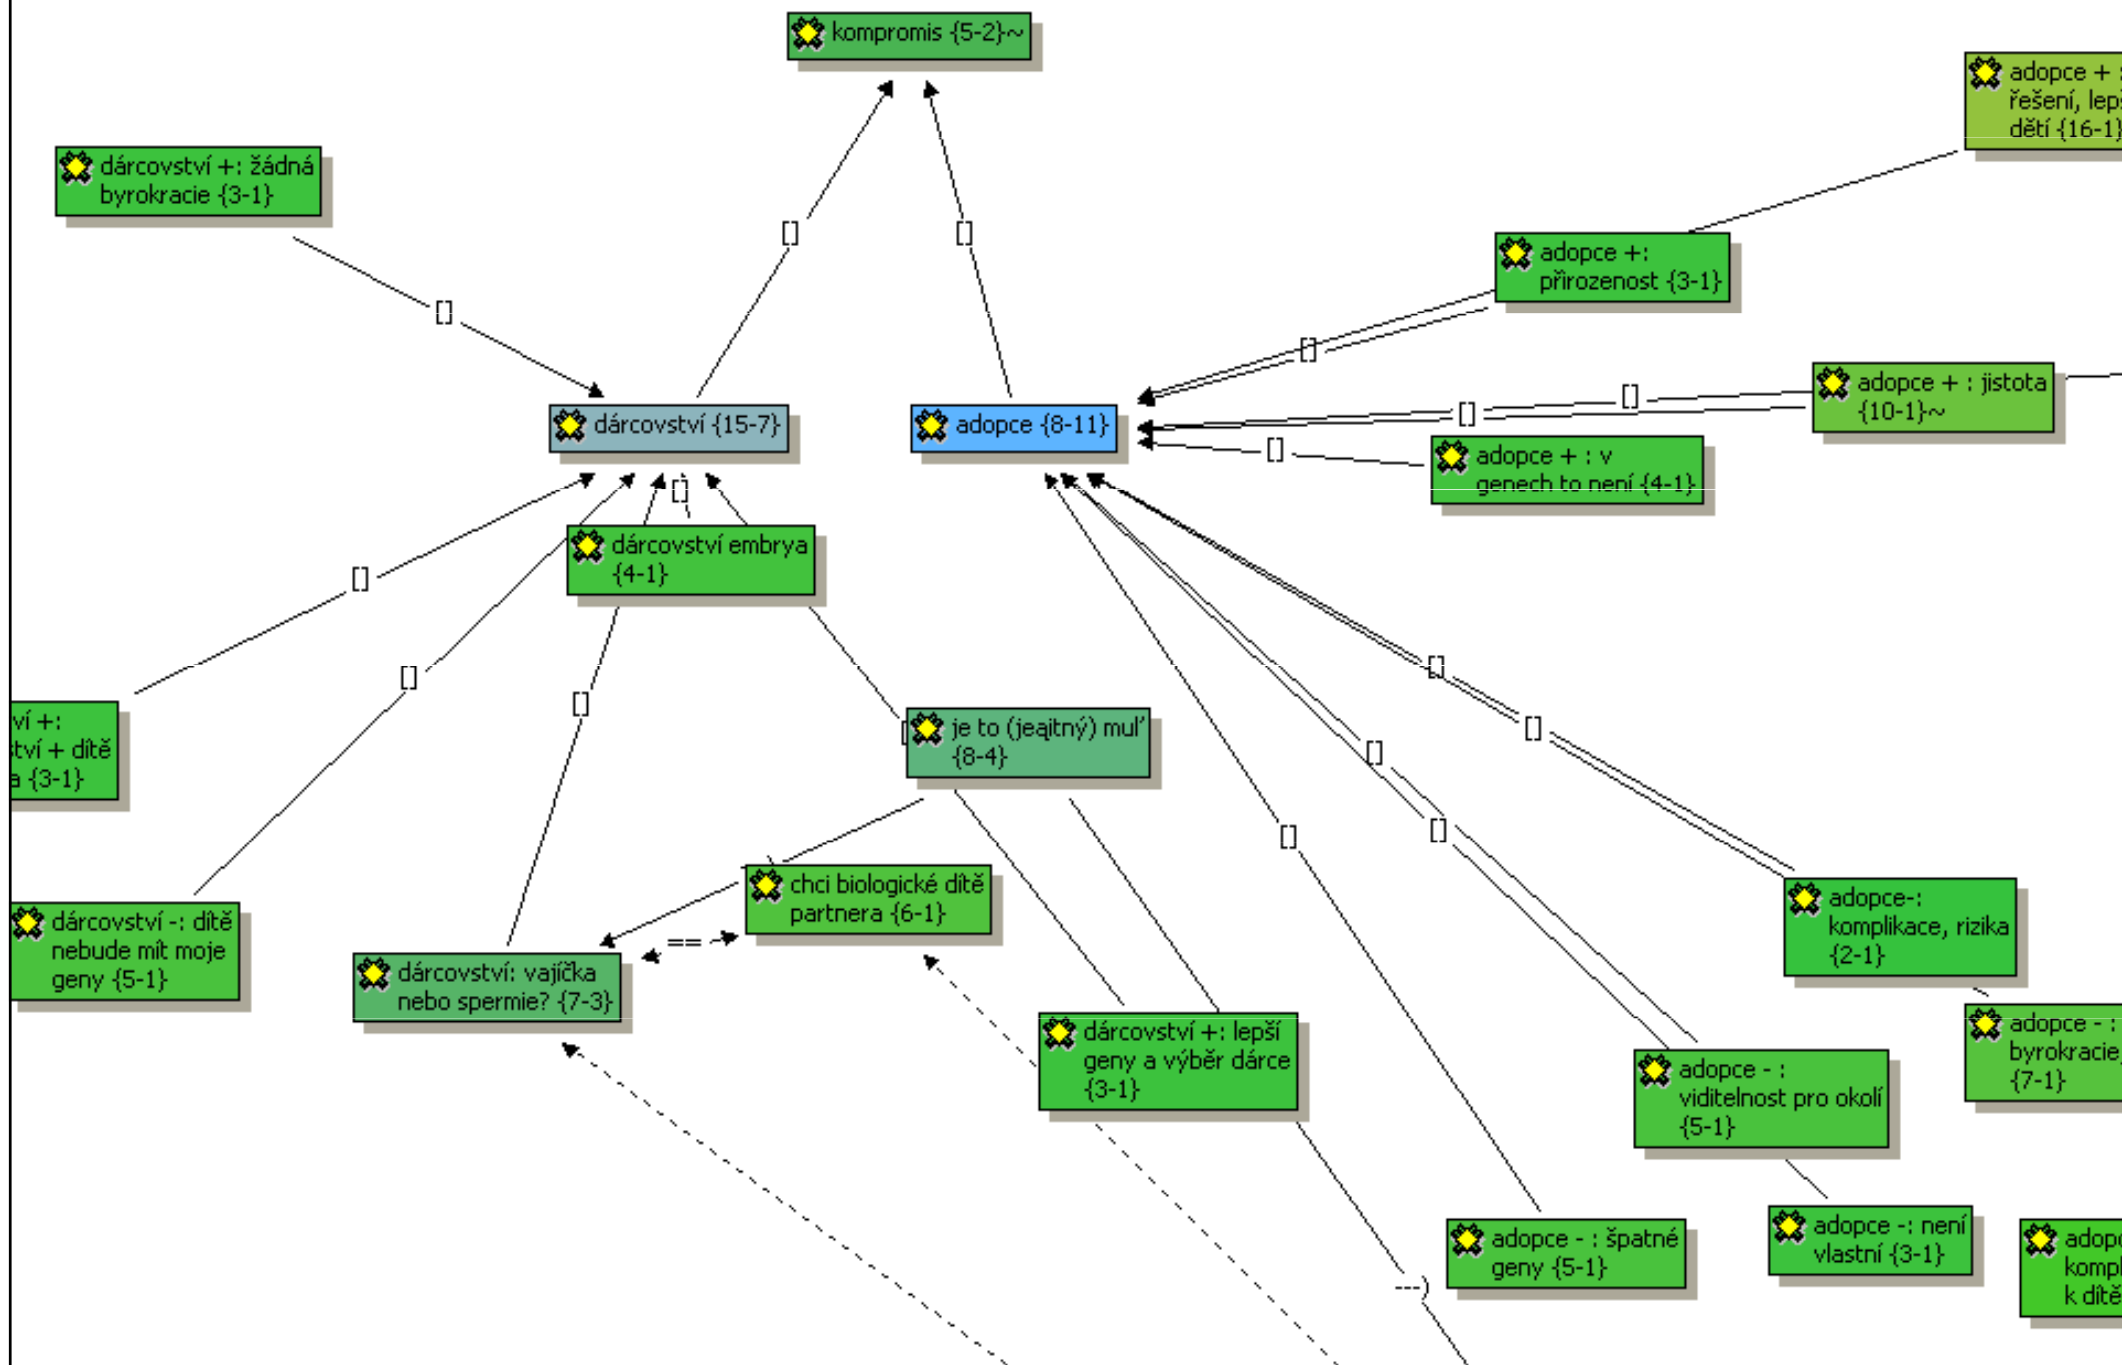 kompromis {5-2}~
adopce + :
řešení, lepš
dětí {16-1}
dárcovství +: žádná
byrokracie {3-1}
adopce +:
přirozenost {3-1}
[]
[]
[]
[]
adopce + : jistota
{10-1}~
[]
[]
dárcovství {15-7}
adopce {8-11}
adopce + : v
genech to není {4-1}
[]
[]
dárcovství embrya
{4-1}
[]
[]
[]
[]
ví +:
tví + dítě
a {3-1}
je to (jeąitný) muľ
{8-4}
[]
[]
[]
[]
chci biologické dítě
partnera {6-1}
==
dárcovství -: dítě
nebude mít moje
geny {5-1}
dárcovství: vajíčka
nebo spermie? {7-3}
adopce-:
komplikace, rizika
{2-1}
dárcovství +: lepší
geny a výběr dárce
{3-1}
adopce - :
byrokracie,
{7-1}
adopce - :
viditelnost pro okolí
{5-1}
adopce - : špatné
geny {5-1}
adopce -: není
vlastní {3-1}
adopc
kompl
k dítě
---)